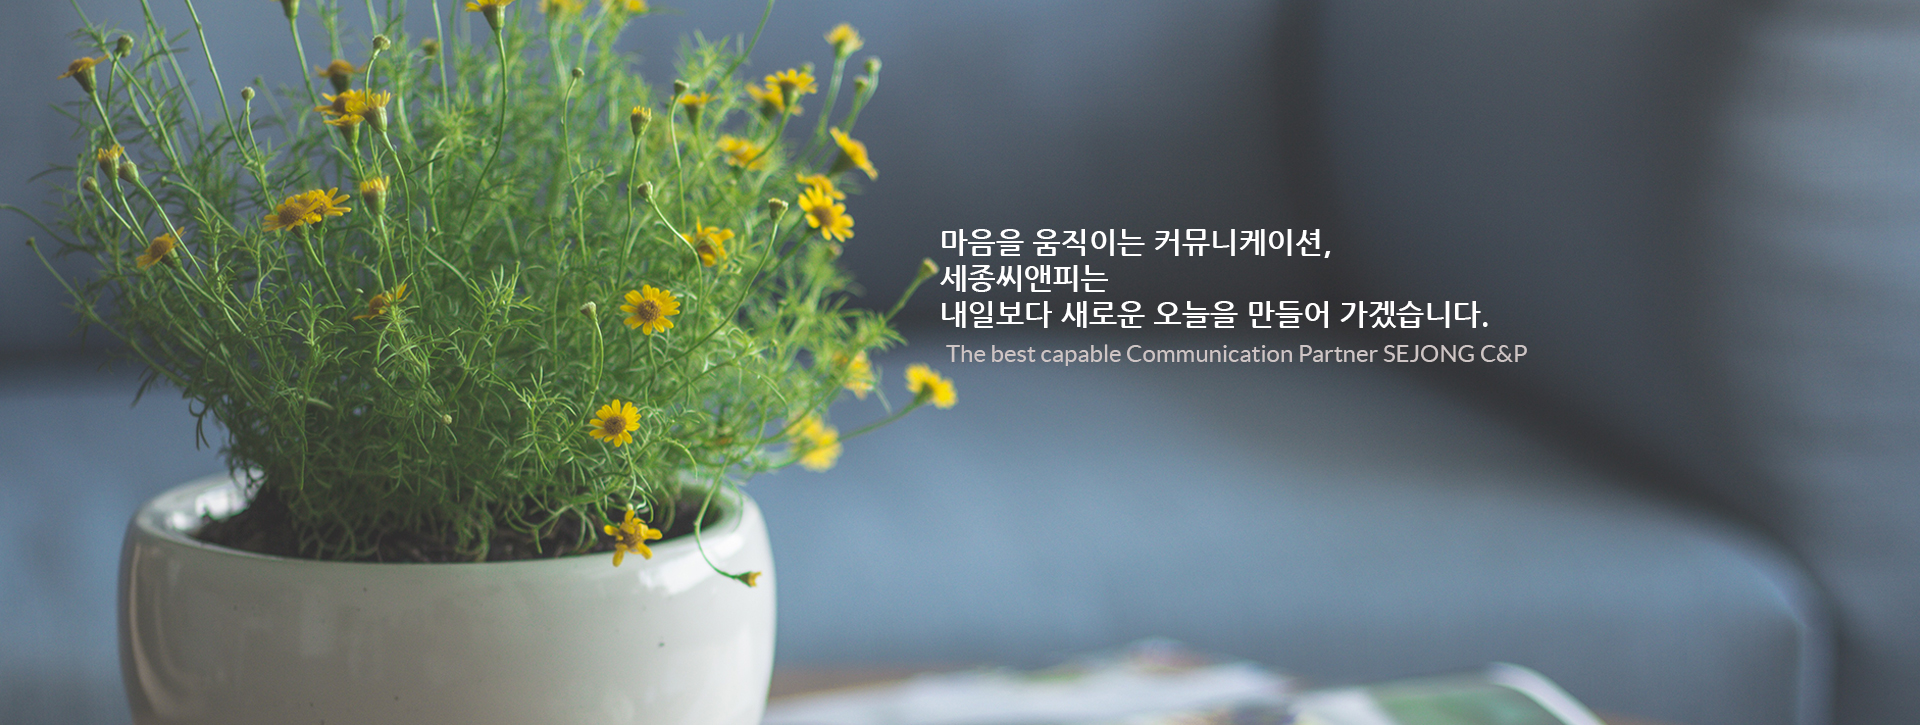 마음을 움직이는 커뮤니케이션,
세종씨앤피는
내일보다 새로운 오늘을 만들어 가겠습니다.
The best capable Communication Partner SEJONG C&P